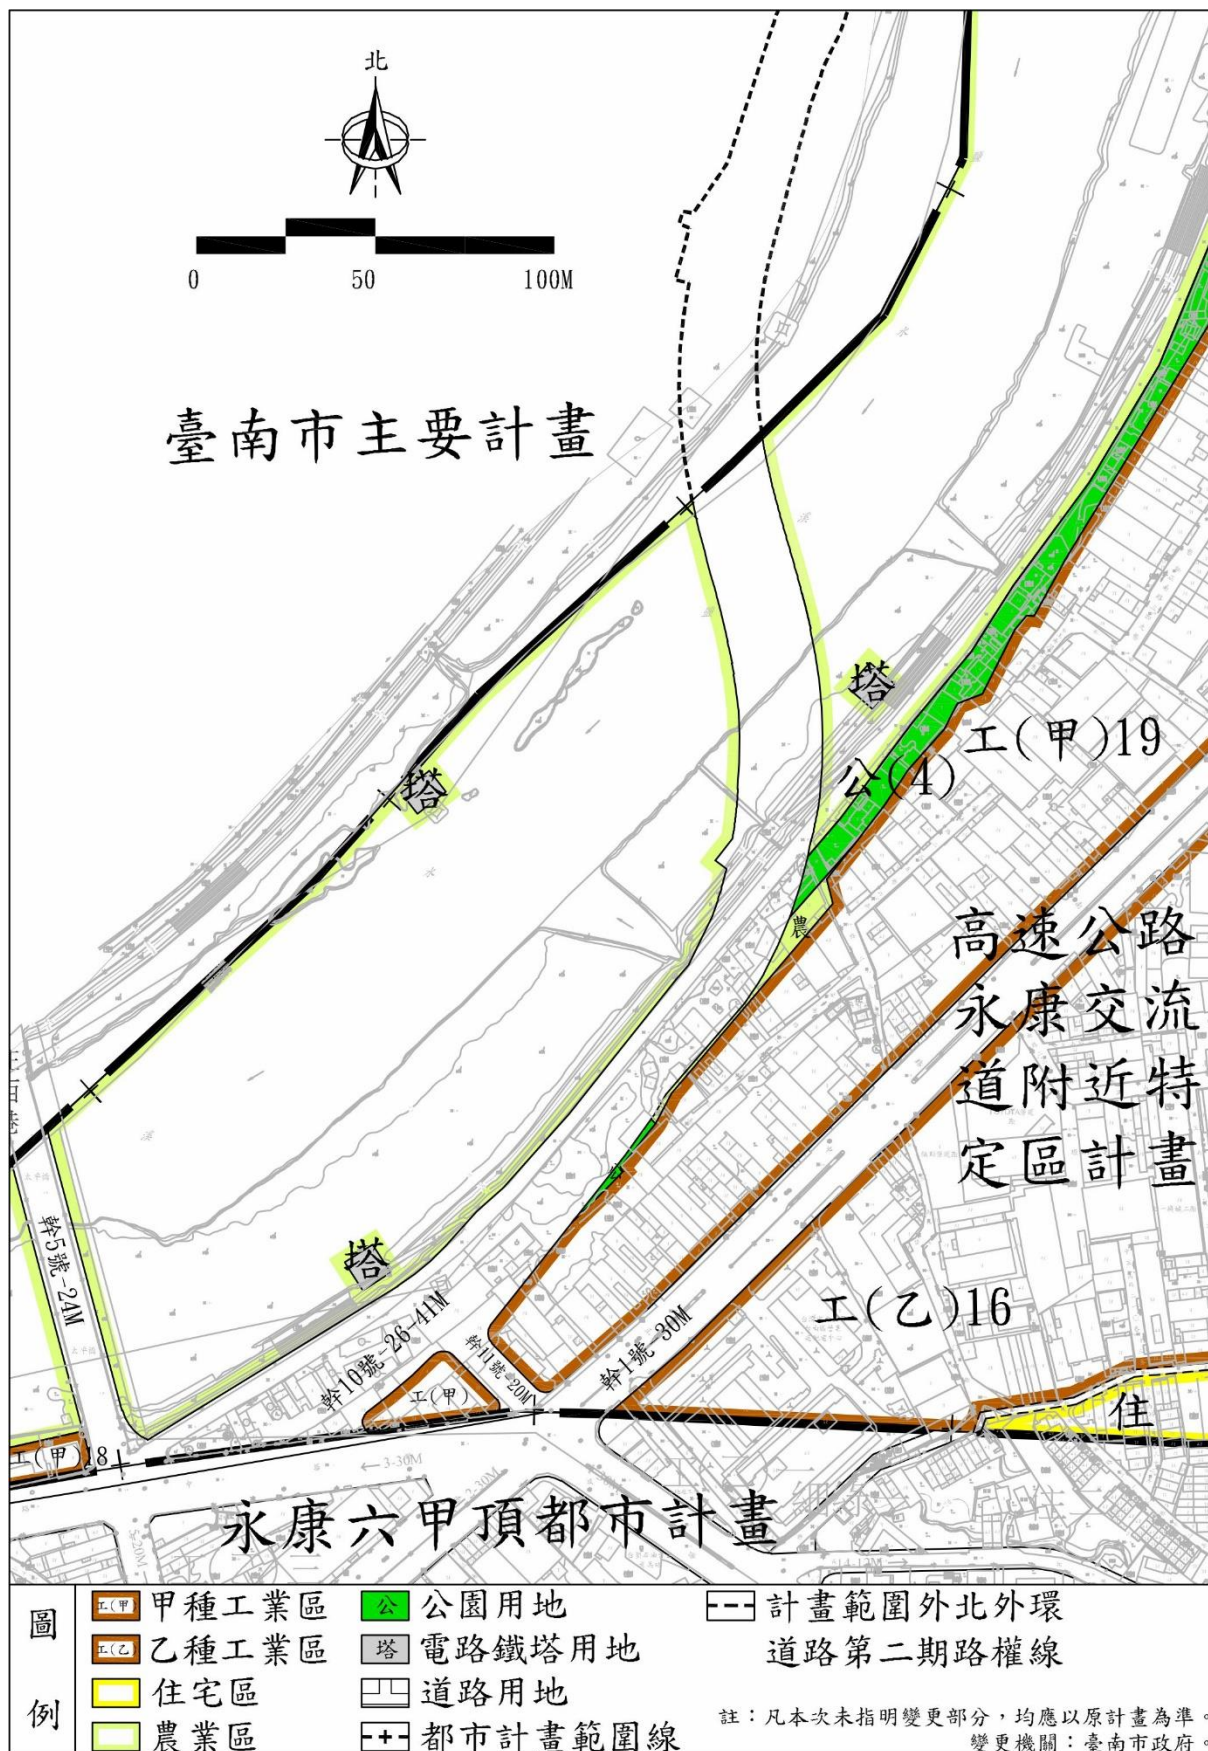 北
0 50 100M
臺南市主要計畫
塔
工(甲)19
塔
公(4)
農
高速公路
永康交流
道附近特
定區計畫
公
幹5號-24M
塔
工(乙)16
幹10號-26-41M
幹11號-20M
幹1號-30M
工(甲)
住
工(甲)18
←3-30M
永康六甲頂都市計畫
圖例
工(甲 甲種工業區
工(乙 乙種工業區
住宅區
農業區
公 公園用地
塔 電路鐵塔用地
道路用地
都市計畫範圍線
計畫範圍外北外環
道路第二期路權線
註：凡本次未指明變更部分，均應以原計畫為準。
變更機關：臺南市政府。